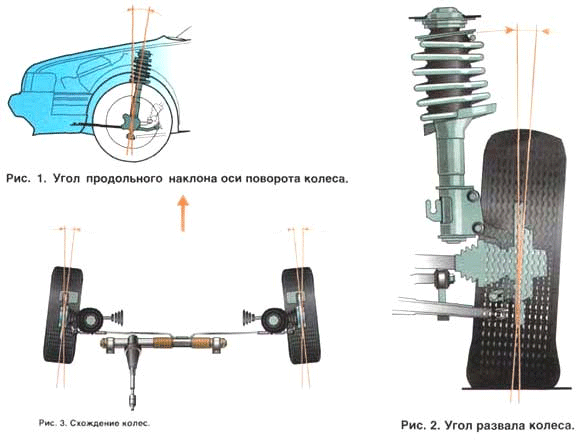 Рис. 1. Угол продольного наклона оси поворота колеса.
Рис. 3. Схождение колес.
Рис. 2. Угол развала колеса.